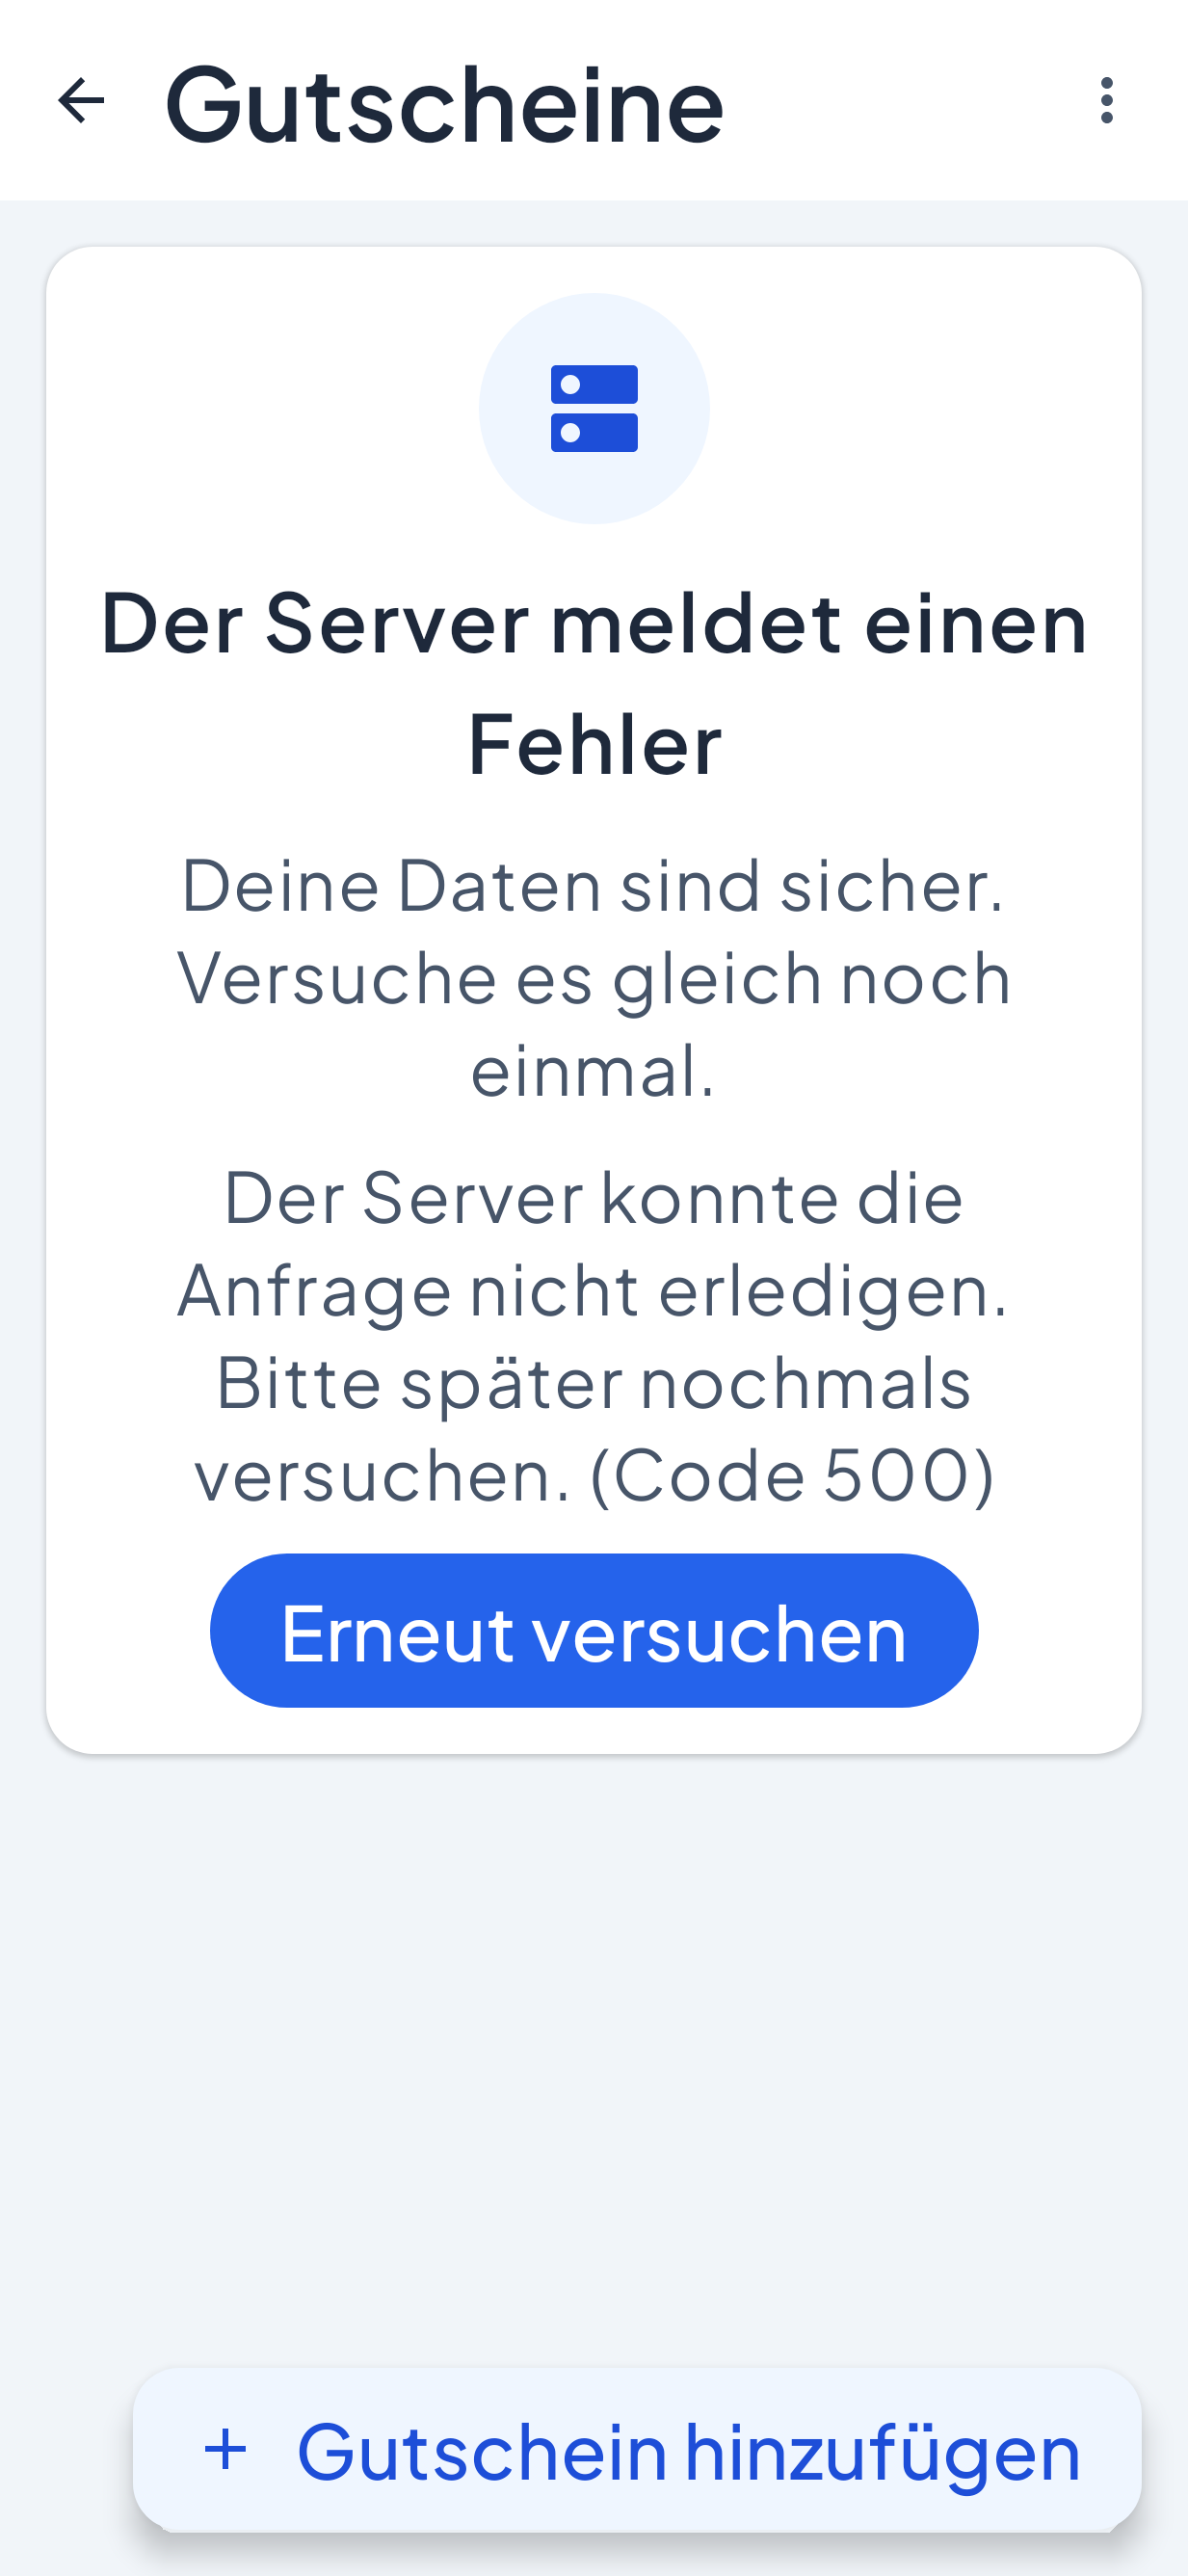 Gutscheine
Der Server meldet einen
Fehler
Deine Daten sind sicher.
Versuche es gleich noch
einmal.
Der Server konnte die
Anfrage nicht erledigen.
Bitte später nochmals
versuchen. (Code 500)
Erneut versuchen
+ Gutschein hinzufügen